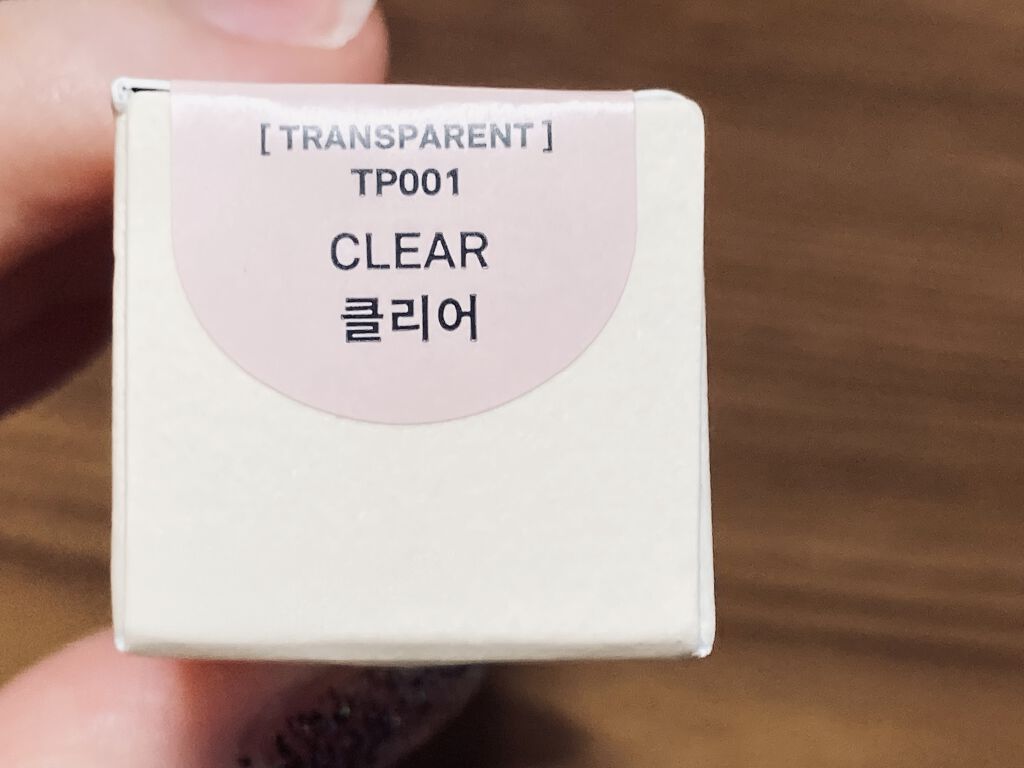 [ TRANSPARENT ]
TP001
CLEAR
클리어